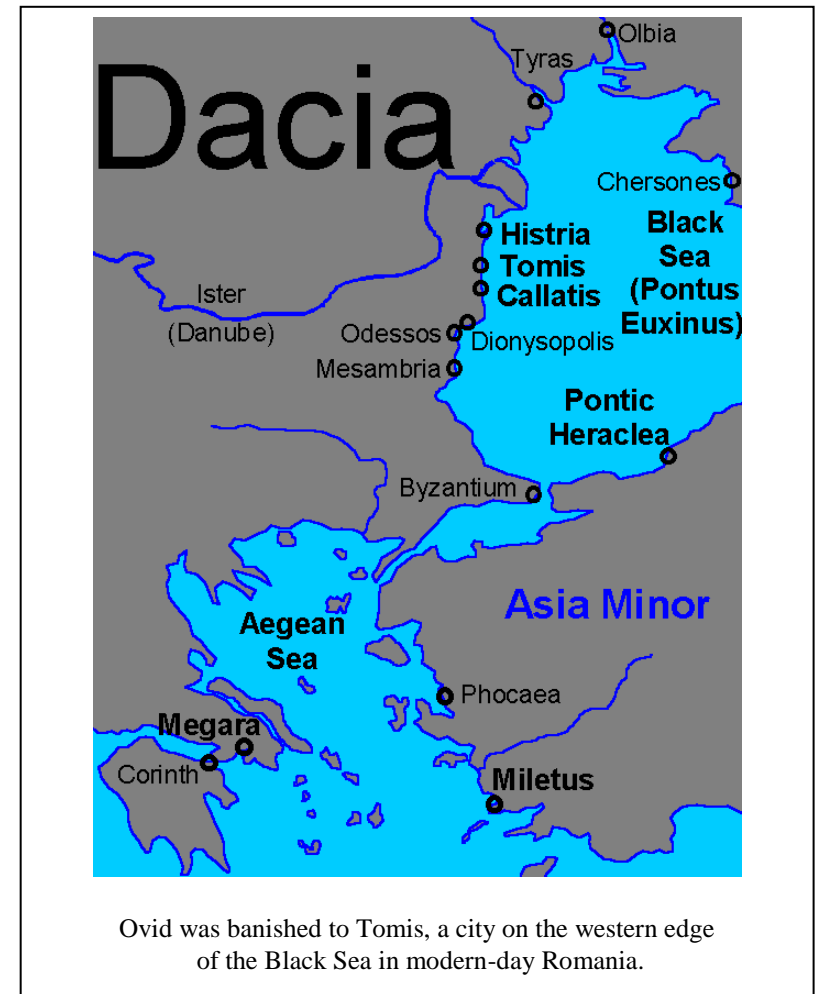 Olbia
Tyras
Dacia
Chersones
Black
Sea
(Pontus
Euxinus)
Histria
Tomis
Callatis
Ister
(Danube)
Odessos
Dionysopolis
Mesambria
Pontic
Heraclea
Byzantium
Asia Minor
Aegean
Sea
Phocaea
Megara
Corinth
Miletus
Ovid was banished to Tomis, a city on the western edge
of the Black Sea in modern-day Romania.